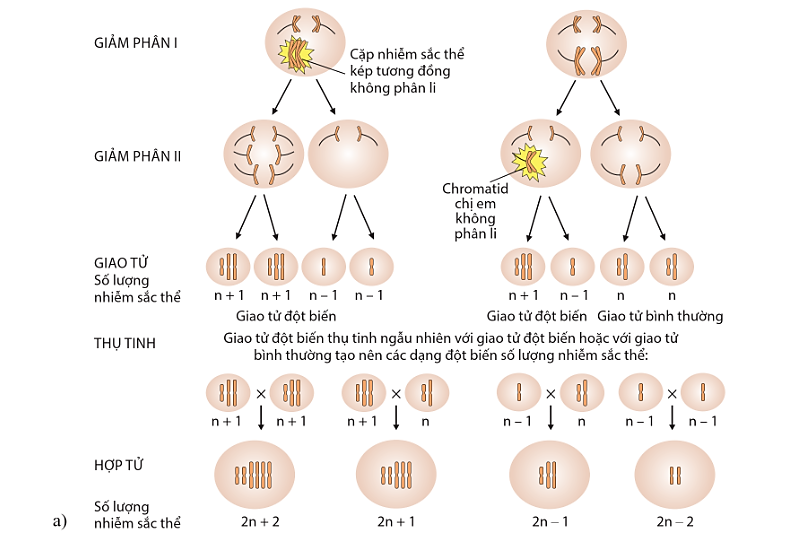 GIẢM PHÂN I
Cặp nhiễm sắc thể
kép tương đồng
không phân li
GIẢM PHÂN II
Chromatid
chị em
không
phân li
GIAO TỬ
Số lượng
nhiễm sắc thể
n + 1 n + 1 n – 1 n – 1 n + 1 n – 1 n n
Giao tử đột biến Giao tử đột biến Giao tử bình thường
THỤ TINH
Giao tử đột biến thụ tinh ngẫu nhiên với giao tử đột biến hoặc với giao tử
bình thường tạo nên các dạng đột biến số lượng nhiễm sắc thể:
× × × ×
n + 1 n + 1 n + 1 n n – 1 n n – 1 n – 1
HỢP TỬ
Số lượng
nhiễm sắc thể
2n + 2 2n + 1 2n – 1 2n – 2
a)